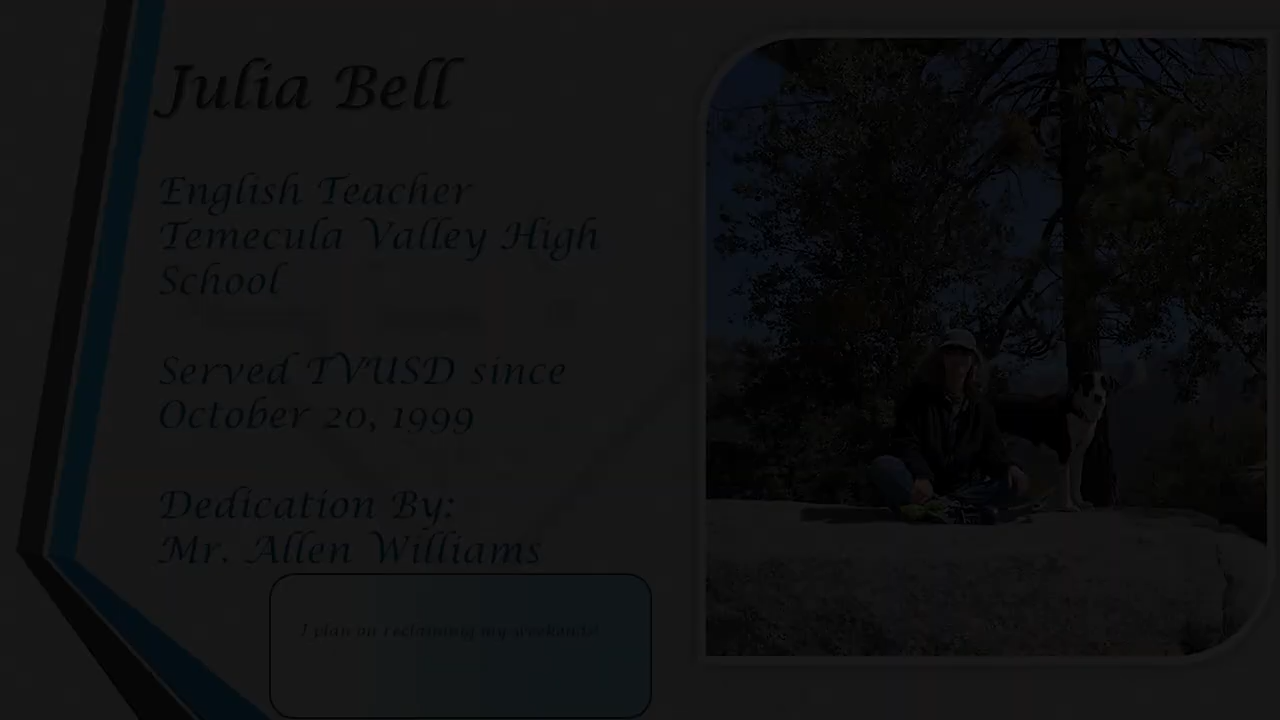 Julia Bell
English Teacher
Temecula Valley High
School
Served TVUSD since
October 20, 1999
Dedication By:
Mr. Allen Williams
I plan on reclaiming my weekends!